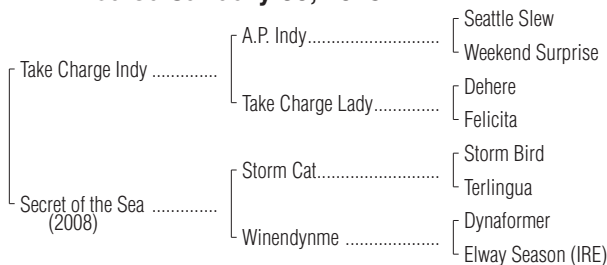 Seattle Slew
A.P. Indy
Weekend Surprise
Take Charge Indy
Dehere
Take Charge Lady
Felicita
Storm Bird
Storm Cat
Terlingua
Secret of the Sea
(2008)
Dynaformer
Winendynme
Elway Season (IRE)